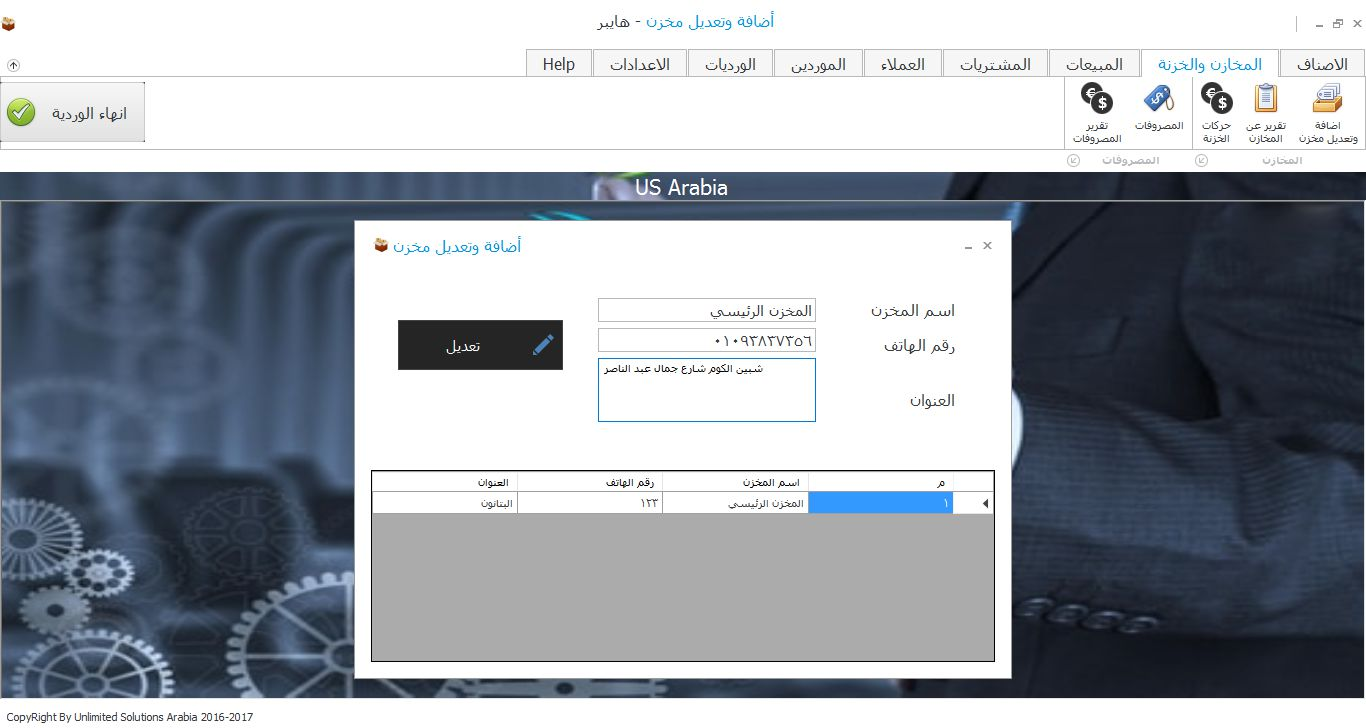 أضافة وتعديل مخزن - هايبر
الاصناف
المخازن والخزنة
المبيعات
المشتريات
العملاء
الموردين
الورديات
الاعدادات
Help
اضافة
وتعديل مخزن
تقرير عن
المخازن
حركات
الخزنة
المصروفات
تقرير
المصروفات
انهاء الوردية
المخازن
المصروفات
US Arabia
أضافة وتعديل مخزن
اسم المخزن
المخزن الرئيسي
رقم الهاتف
٠١٠٩٣٨٣٧٣٥٦
العنوان
شبين الكوم شارع جمال عبد الناصر
تعديل
م اسم المخزن رقم الهاتف العنوان
١ المخزن الرئيسي ١٢٣ البتانون
CopyRight By Unlimited Solutions Arabia 2016-2017